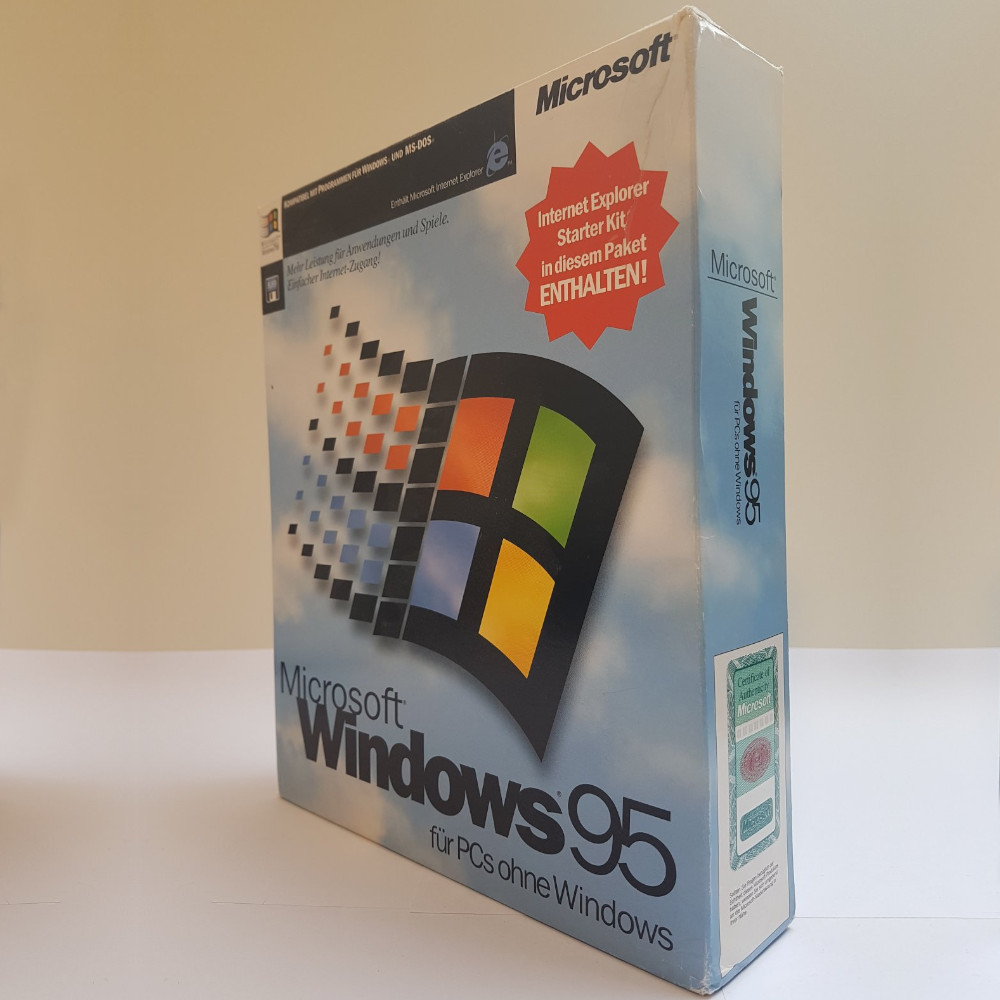 Microsoft®
KOMPATIBEL MIT PROGRAMMEN FÜR WINDOWS® UND MS-DOS®
Enthält Microsoft Internet Explorer
Mehr Leistung für Anwendungen und Spiele.
Einfacher Internet-Zugang!
Internet Explorer
Starter Kit
in diesem Paket
ENTHALTEN!
Microsoft®
Windows® 95
für PCs ohne Windows
Microsoft®
Windows® 95
für PCs ohne Windows
Certificate of
Authenticity
Microsoft